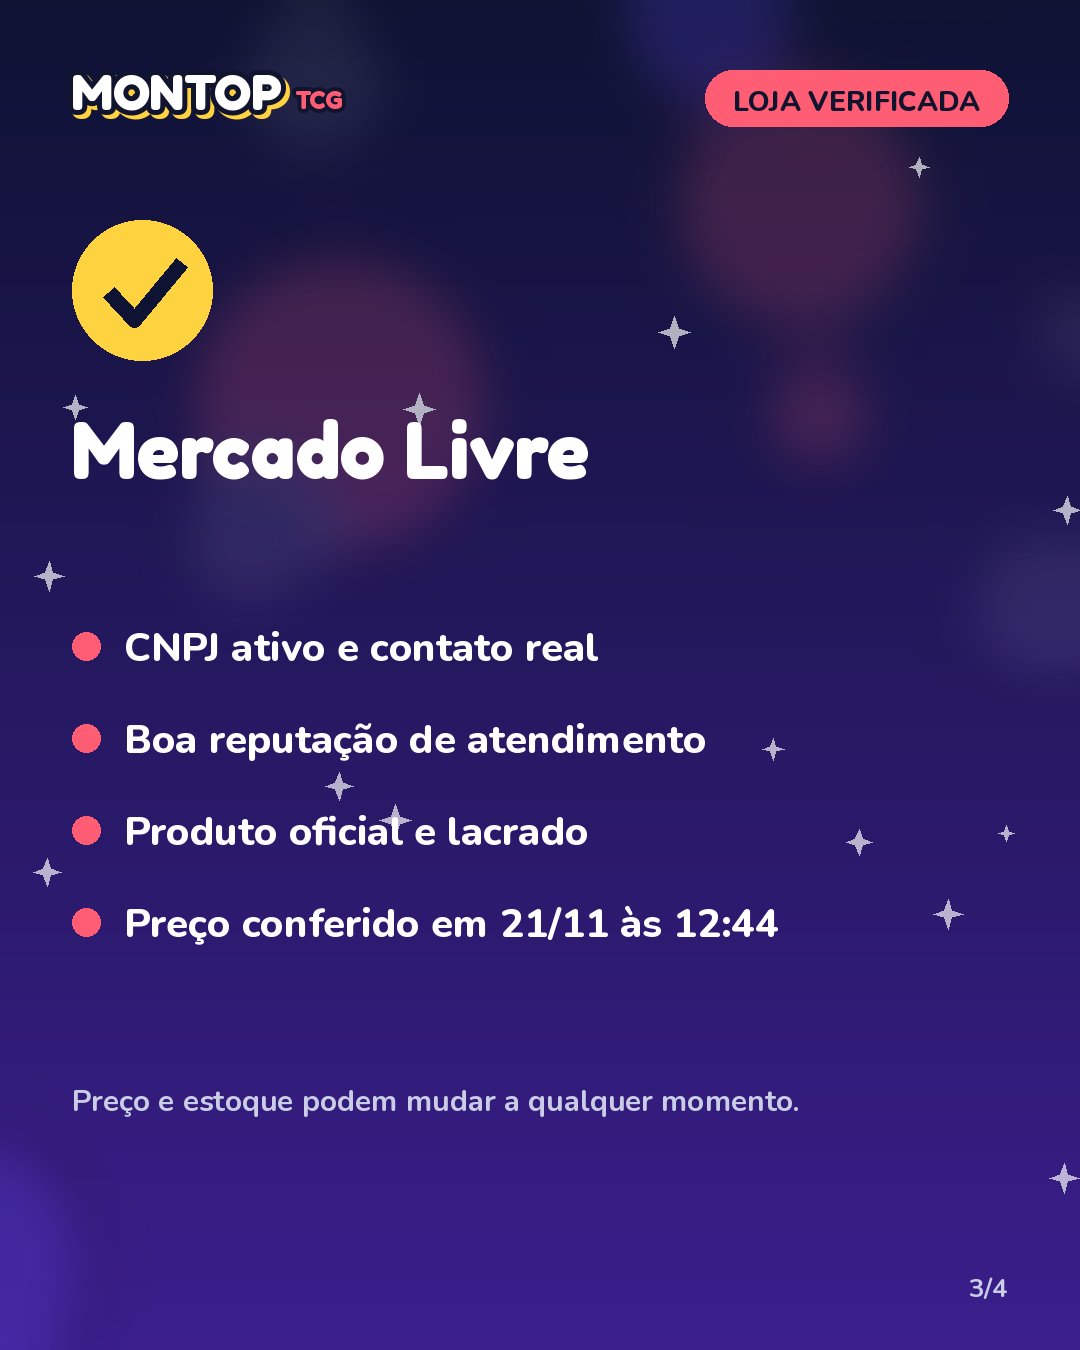 MONTOP TCG
LOJA VERIFICADA
Mercado Livre
CNPJ ativo e contato real
Boa reputação de atendimento
Produto oficial e lacrado
Preço conferido em 21/11 às 12:44
Preço e estoque podem mudar a qualquer momento.
3/4